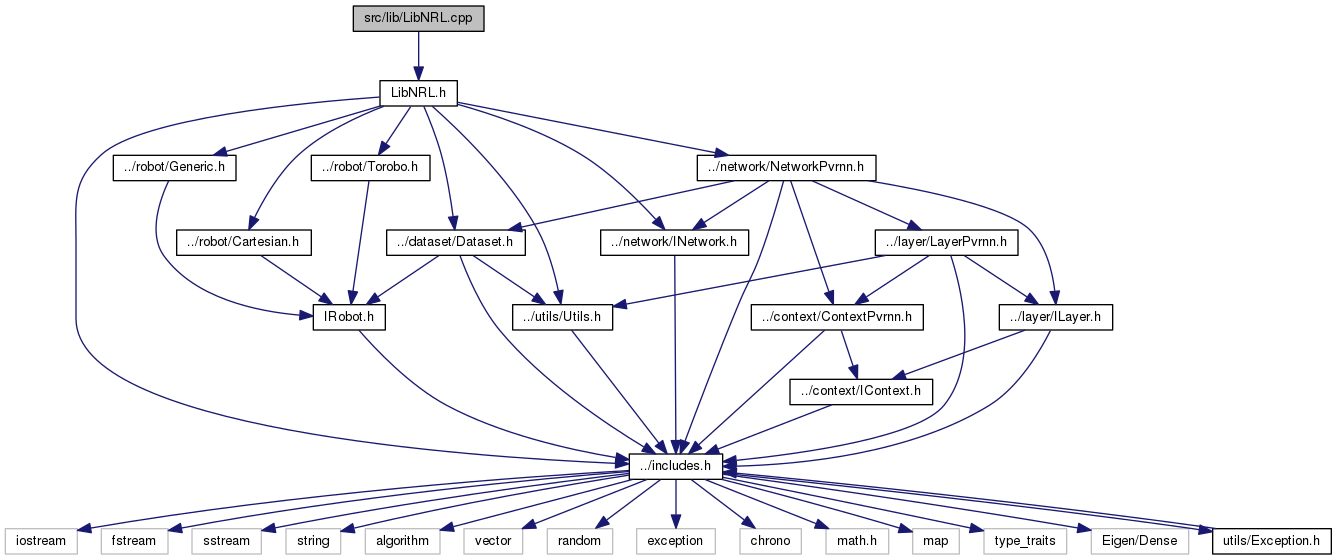 src/lib/LibNRL.cpp
LibNRL.h
../robot/Generic.h
../robot/Torobo.h
../network/NetworkPvrnn.h
../robot/Cartesian.h
../dataset/Dataset.h
../network/INetwork.h
../layer/LayerPvrnn.h
IRobot.h
../utils/Utils.h
../context/ContextPvrnn.h
../layer/ILayer.h
../context/IContext.h
../includes.h
iostream
fstream
sstream
string
algorithm
vector
random
exception
chrono
math.h
map
type_traits
Eigen/Dense
utils/Exception.h